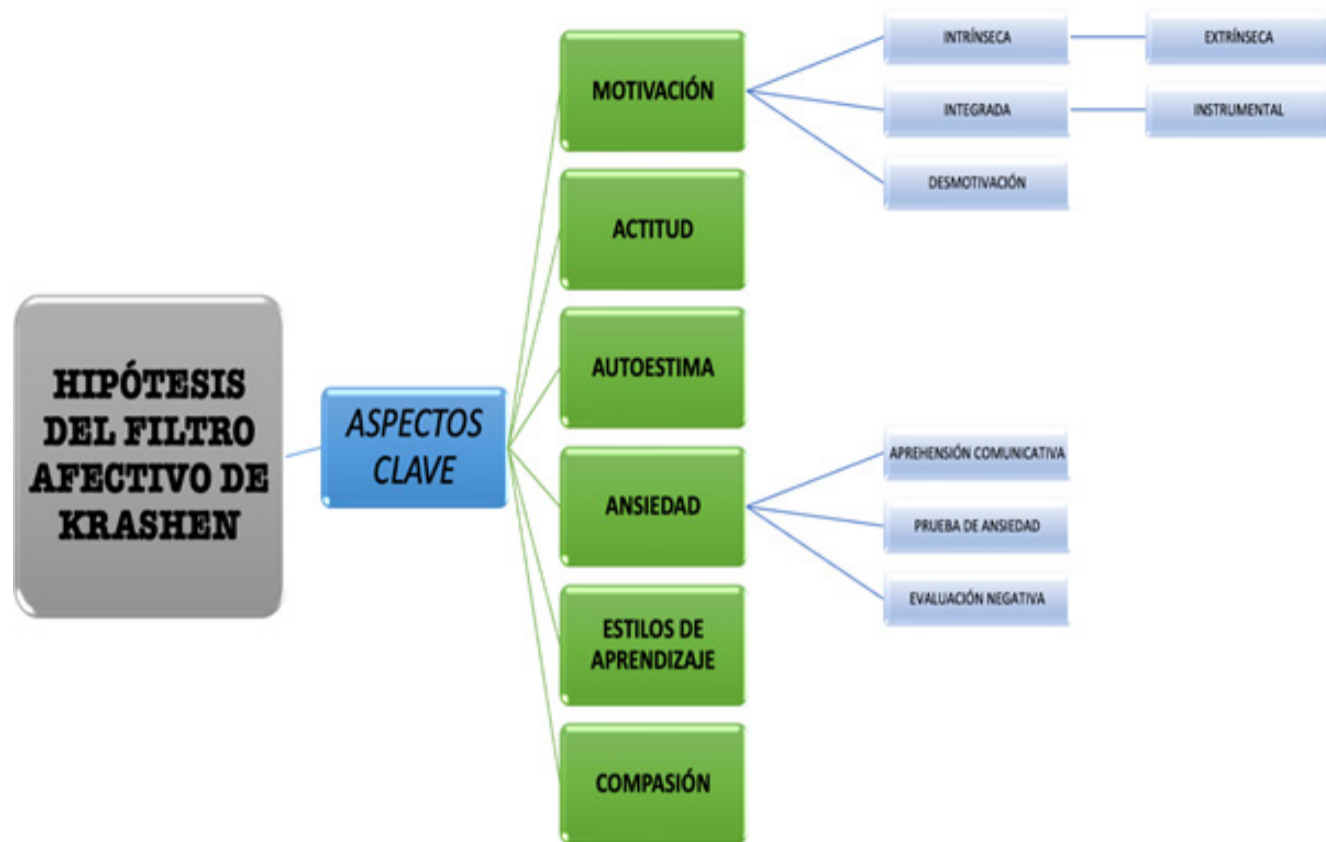 HIPÓTESIS
DEL FILTRO
AFECTIVO DE
KRASHEN
ASPECTOS
CLAVE
MOTIVACIÓN
INTRÍNSECA
EXTRÍNSECA
INTEGRADA
INSTRUMENTAL
DESMOTIVACIÓN
ACTITUD
AUTOESTIMA
ANSIEDAD
APREHENSIÓN COMUNICATIVA
PRUEBA DE ANSIEDAD
EVALUACIÓN NEGATIVA
ESTILOS DE
APRENDIZAJE
COMPASIÓN